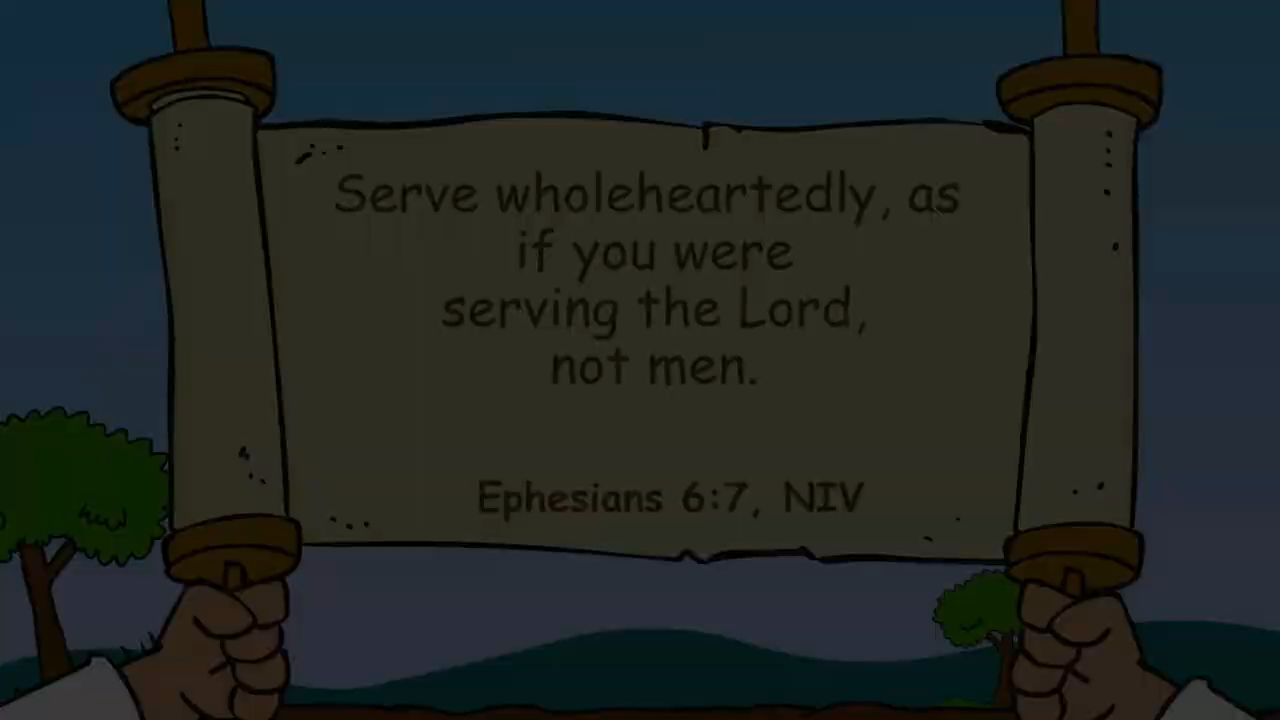 Serve wholeheartedly, as
if you were
serving the Lord,
not men.
Ephesians 6:7, NIV